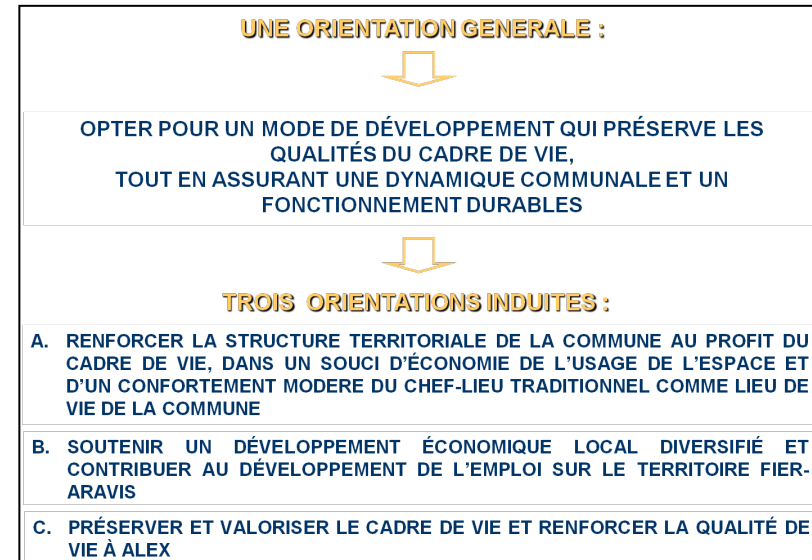 UNE ORIENTATION GENERALE :
OPTER POUR UN MODE DE DÉVELOPPEMENT QUI PRÉSERVE LES
QUALITÉS DU CADRE DE VIE,
TOUT EN ASSURANT UNE DYNAMIQUE COMMUNALE ET UN
FONCTIONNEMENT DURABLES
TROIS ORIENTATIONS INDUITES :
A. RENFORCER LA STRUCTURE TERRITORIALE DE LA COMMUNE AU PROFIT DU
CADRE DE VIE, DANS UN SOUCI D'ÉCONOMIE DE L'USAGE DE L'ESPACE ET
D'UN CONFORTEMENT MODERE DU CHEF-LIEU TRADITIONNEL COMME LIEU DE
VIE DE LA COMMUNE
B. SOUTENIR UN DÉVELOPPEMENT ÉCONOMIQUE LOCAL DIVERSIFIÉ ET
CONTRIBUER AU DÉVELOPPEMENT DE L'EMPLOI SUR LE TERRITOIRE FIER-
ARAVIS
C. PRÉSERVER ET VALORISER LE CADRE DE VIE ET RENFORCER LA QUALITÉ DE
VIE À ALEX